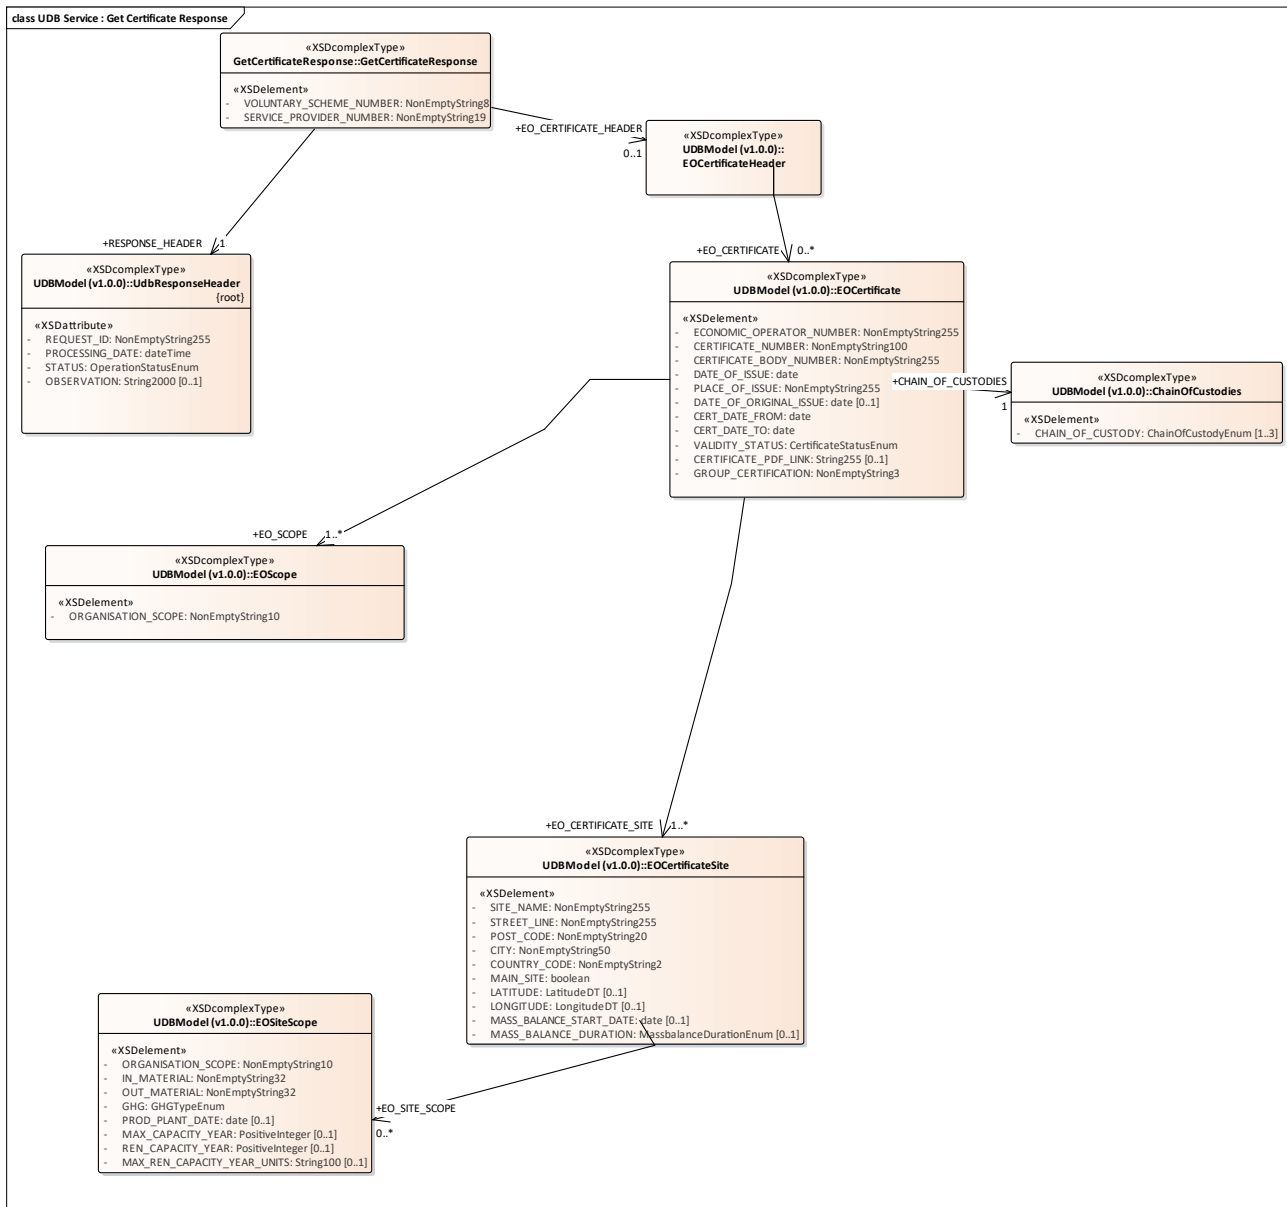 class UDB Service : Get Certificate Response
«XSDcomplexType»
GetCertificateResponse::GetCertificateResponse
«XSDelement»
- VOLUNTARY_SCHEME_NUMBER: NonEmptyString8
- SERVICE_PROVIDER_NUMBER: NonEmptyString19
+EO_CERTIFICATE_HEADER
0..1
«XSDcomplexType»
UDBModel (v1.0.0)::
EOCertificateHeader
+RESPONSE_HEADER
1
«XSDcomplexType»
UDBModel (v1.0.0)::UdbResponseHeader
{root}
«XSDattribute»
- REQUEST_ID: NonEmptyString255
- PROCESSING_DATE: dateTime
- STATUS: OperationStatusEnum
- OBSERVATION: String2000 [0..1]
+EO_CERTIFICATE
0..*
«XSDcomplexType»
UDBModel (v1.0.0)::EOCertificate
«XSDelement»
- ECONOMIC_OPERATOR_NUMBER: NonEmptyString255
- CERTIFICATE_NUMBER: NonEmptyString100
- CERTIFICATE_BODY_NUMBER: NonEmptyString255
- DATE_OF_ISSUE: date
- PLACE_OF_ISSUE: NonEmptyString255
- DATE_OF_ORIGINAL_ISSUE: date [0..1]
- CERT_DATE_FROM: date
- CERT_DATE_TO: date
- VALIDITY_STATUS: CertificateStatusEnum
- CERTIFICATE_PDF_LINK: String255 [0..1]
- GROUP_CERTIFICATION: NonEmptyString3
+CHAIN_OF_CUSTODIES
1
«XSDcomplexType»
UDBModel (v1.0.0)::ChainOfCustodies
«XSDelement»
- CHAIN_OF_CUSTODY: ChainOfCustodyEnum [1..3]
+EO_SCOPE
1..*
«XSDcomplexType»
UDBModel (v1.0.0)::EOScope
«XSDelement»
- ORGANISATION_SCOPE: NonEmptyString10
+EO_CERTIFICATE_SITE
1..*
«XSDcomplexType»
UDBModel (v1.0.0)::EOCertificateSite
«XSDelement»
- SITE_NAME: NonEmptyString255
- STREET_LINE: NonEmptyString255
- POST_CODE: NonEmptyString20
- CITY: NonEmptyString50
- COUNTRY_CODE: NonEmptyString2
- MAIN_SITE: boolean
- LATITUDE: LatitudeDT [0..1]
- LONGITUDE: LongitudeDT [0..1]
- MASS_BALANCE_START_DATE: date [0..1]
- MASS_BALANCE_DURATION: MassbalanceDurationEnum [0..1]
«XSDcomplexType»
UDBModel (v1.0.0)::EOSiteScope
«XSDelement»
- ORGANISATION_SCOPE: NonEmptyString10
- IN_MATERIAL: NonEmptyString32
- OUT_MATERIAL: NonEmptyString32
- GHG: GHGTypeEnum
- PROD_PLANT_DATE: date [0..1]
- MAX_CAPACITY_YEAR: PositiveInteger [0..1]
- REN_CAPACITY_YEAR: PositiveInteger [0..1]
- MAX_REN_CAPACITY_YEAR_UNITS: String100 [0..1]
+EO_SITE_SCOPE
0..*